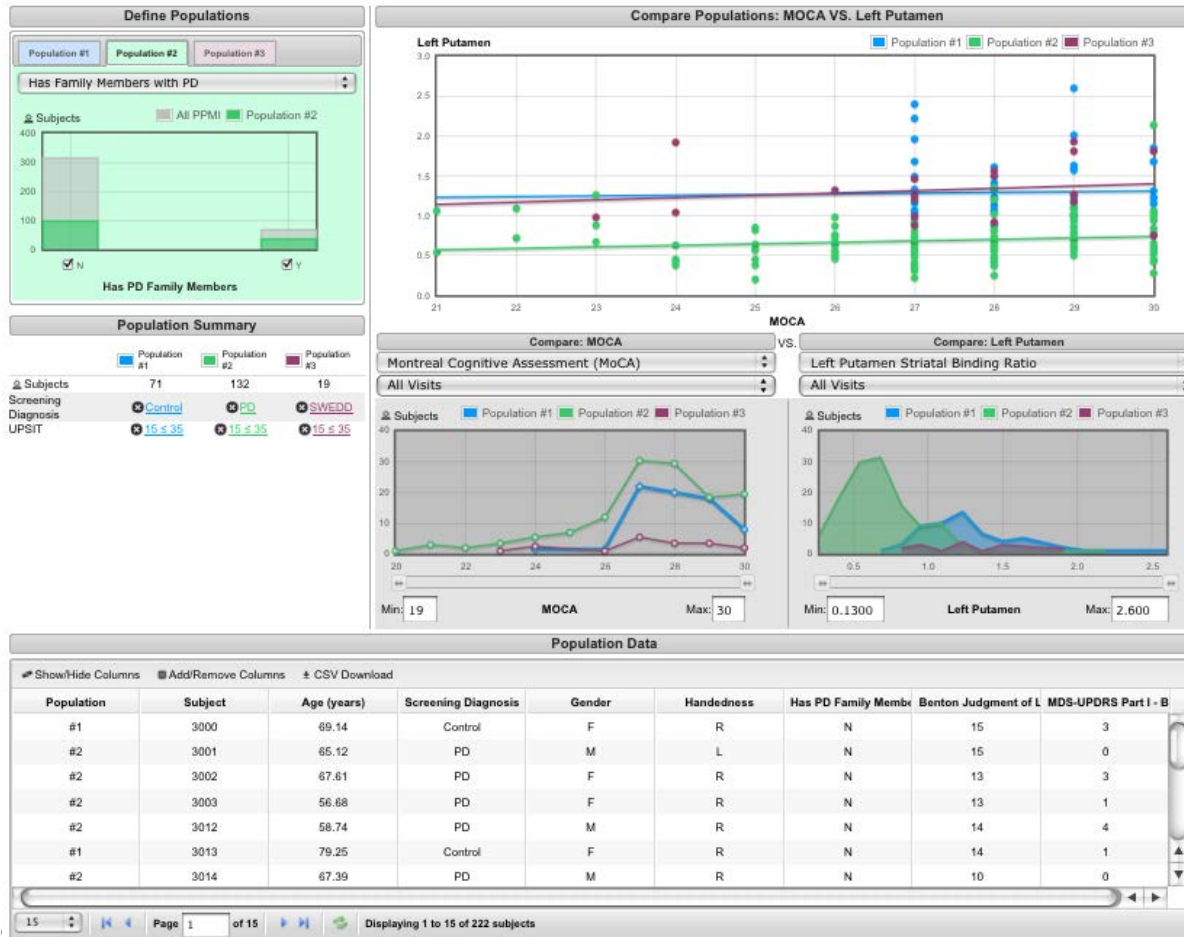 Define Populations
Population #1 Population #2 Population #3
Has Family Members with PD
Subjects All PPMI Population #2
400
300
200
100
0
N Y
Has PD Family Members
Population Summary
Population #1 Population #2 Population #3
Subjects 71 132 19
Screening Diagnosis Control PD SWEDD
UPSIT 15 ≤ 35 15 ≤ 35 15 ≤ 35
Compare Populations: MOCA VS. Left Putamen
Left Putamen Population #1 Population #2 Population #3
3.0
2.5
2.0
1.5
1.0
0.5
0.0
21 22 23 24 25 26 27 28 29 30
MOCA
Compare: MOCA VS. Compare: Left Putamen
Montreal Cognitive Assessment (MoCA)
All Visits
Subjects Population #1 Population #2 Population #3
40
30
20
10
0
20 22 24 26 28 30
Min: 19 MOCA Max: 30
Left Putamen Striatal Binding Ratio
All Visits
Subjects Population #1 Population #2 Population #3
40
30
20
10
0
0.5 1.0 1.5 2.0 2.5
Min: 0.1300 Left Putamen Max: 2.600
Population Data
Show/Hide Columns Add/Remove Columns CSV Download
Population Subject Age (years) Screening Diagnosis Gender Handedness Has PD Family Membe Benton Judgment of L MDS-UPDRS Part I - B
#1 3000 69.14 Control F R N 15 3
#2 3001 65.12 PD M L N 15 0
#2 3002 67.61 PD F R N 13 3
#2 3003 56.68 PD F R N 13 1
#2 3012 58.74 PD M R N 14 4
#1 3013 79.25 Control F R N 14 1
#2 3014 67.39 PD M R N 10 0
15 Page 1 of 15 Displaying 1 to 15 of 222 subjects